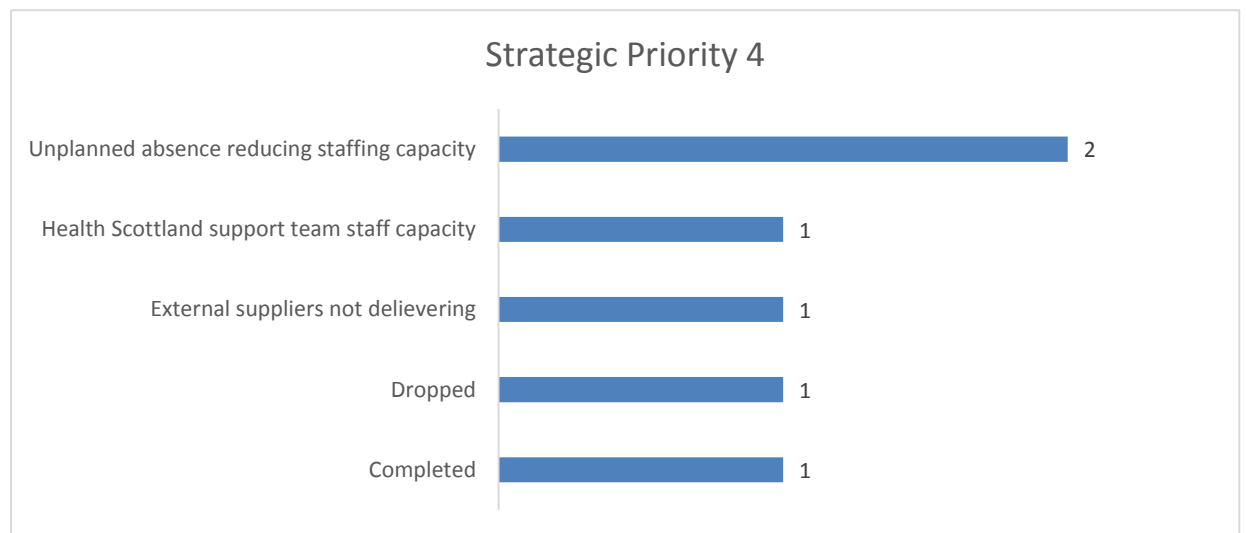 Strategic Priority 4
Unplanned absence reducing staffing capacity 2
Health Scottland support team staff capacity 1
External suppliers not delievering 1
Dropped 1
Completed 1